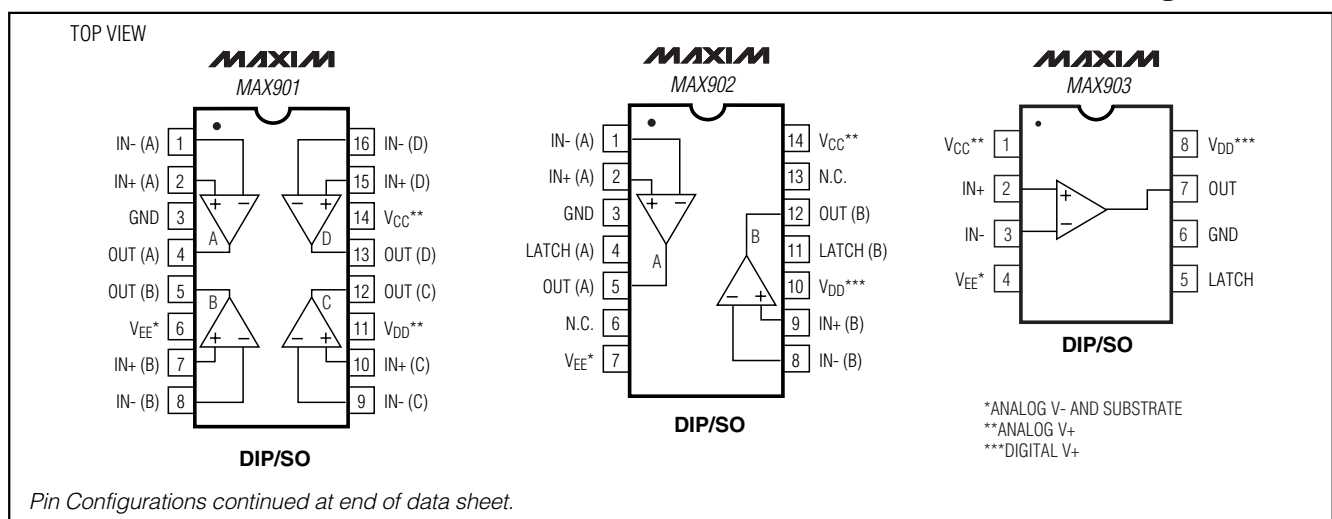 TOP VIEW
MAXIM
MAX901
IN- (A) 1
IN+ (A) 2
GND 3
OUT (A) 4
OUT (B) 5
VEE* 6
IN+ (B) 7
IN- (B) 8
16 IN- (D)
15 IN+ (D)
14 VCC**
13 OUT (D)
12 OUT (C)
11 VDD**
10 IN+ (C)
9 IN- (C)
+ −
A
− +
D
B
+ −
C
− +
DIP/SO
MAXIM
MAX902
IN- (A) 1
IN+ (A) 2
GND 3
LATCH (A) 4
OUT (A) 5
N.C. 6
VEE* 7
14 VCC**
13 N.C.
12 OUT (B)
11 LATCH (B)
10 VDD***
9 IN+ (B)
8 IN- (B)
+ −
A
B
− +
DIP/SO
MAXIM
MAX903
VCC** 1
IN+ 2
IN- 3
VEE* 4
8 VDD***
7 OUT
6 GND
5 LATCH
+
−
DIP/SO
*ANALOG V- AND SUBSTRATE
**ANALOG V+
***DIGITAL V+
Pin Configurations continued at end of data sheet.